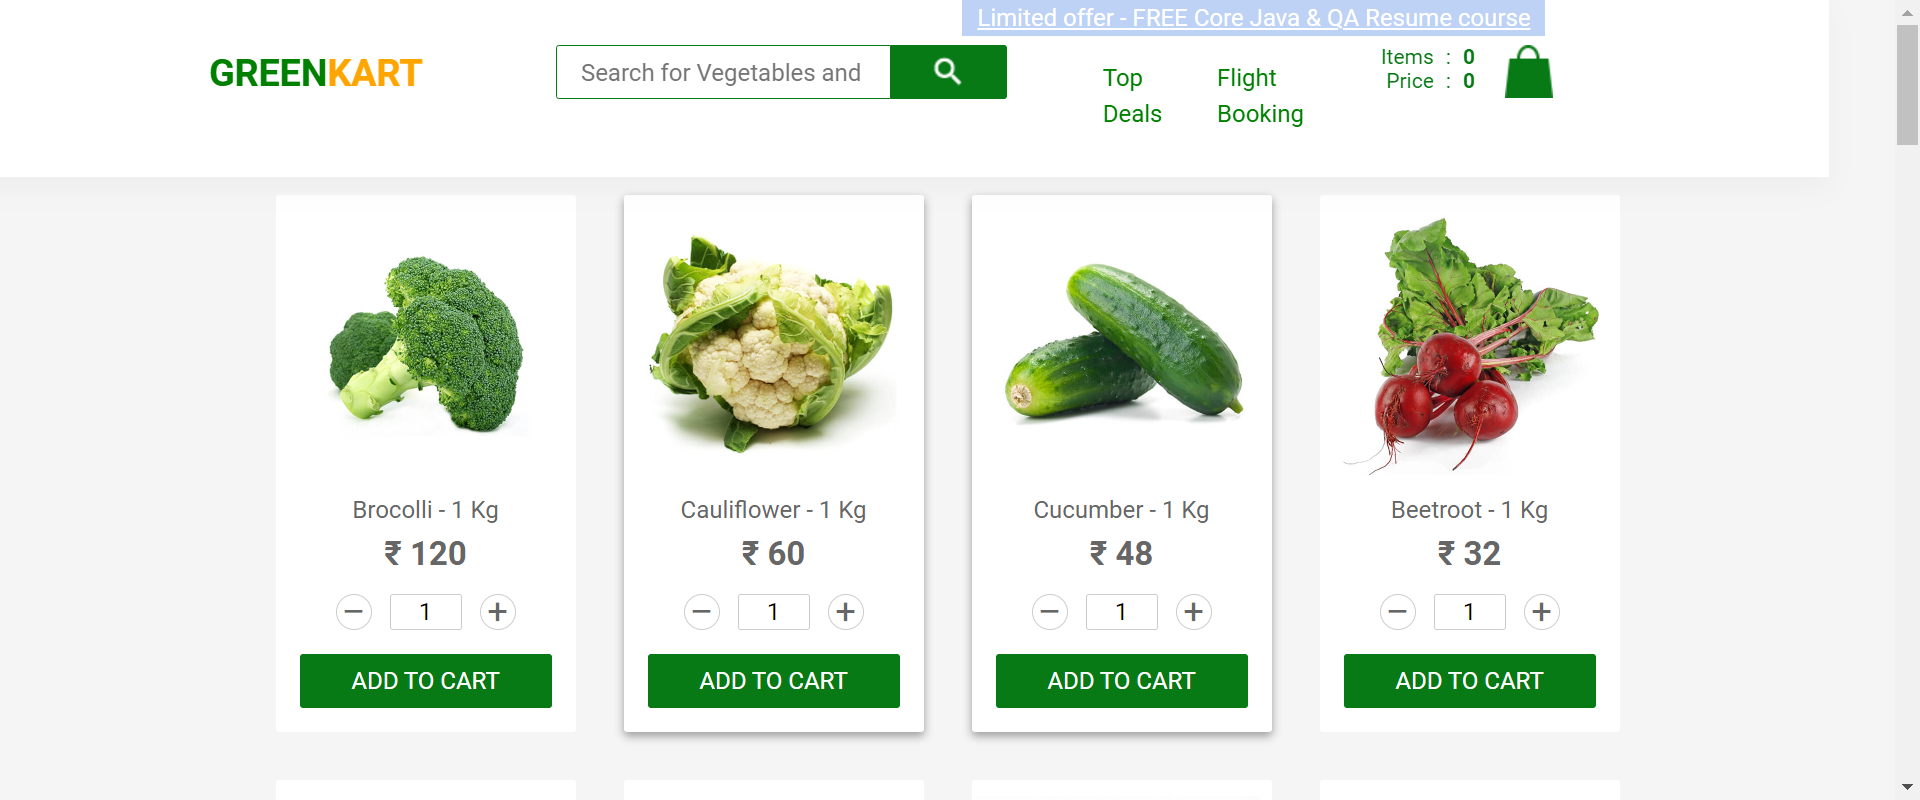 Limited offer - FREE Core Java & QA Resume course
GREENKART
Search for Vegetables and
Top
Deals
Flight
Booking
Items : 0
Price : 0
Brocolli - 1 Kg
₹ 120
− 1 +
ADD TO CART
Cauliflower - 1 Kg
₹ 60
− 1 +
ADD TO CART
Cucumber - 1 Kg
₹ 48
− 1 +
ADD TO CART
Beetroot - 1 Kg
₹ 32
− 1 +
ADD TO CART